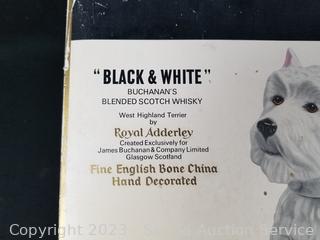 "BLACK & WHITE"
BUCHANAN'S
BLENDED SCOTCH WHISKY
West Highland Terrier
by
Royal Adderley
Created Exclusively for
James Buchanan & Company Limited
Glasgow Scotland
Fine English Bone China
Hand Decorated
Copyright 2023 Auction Service